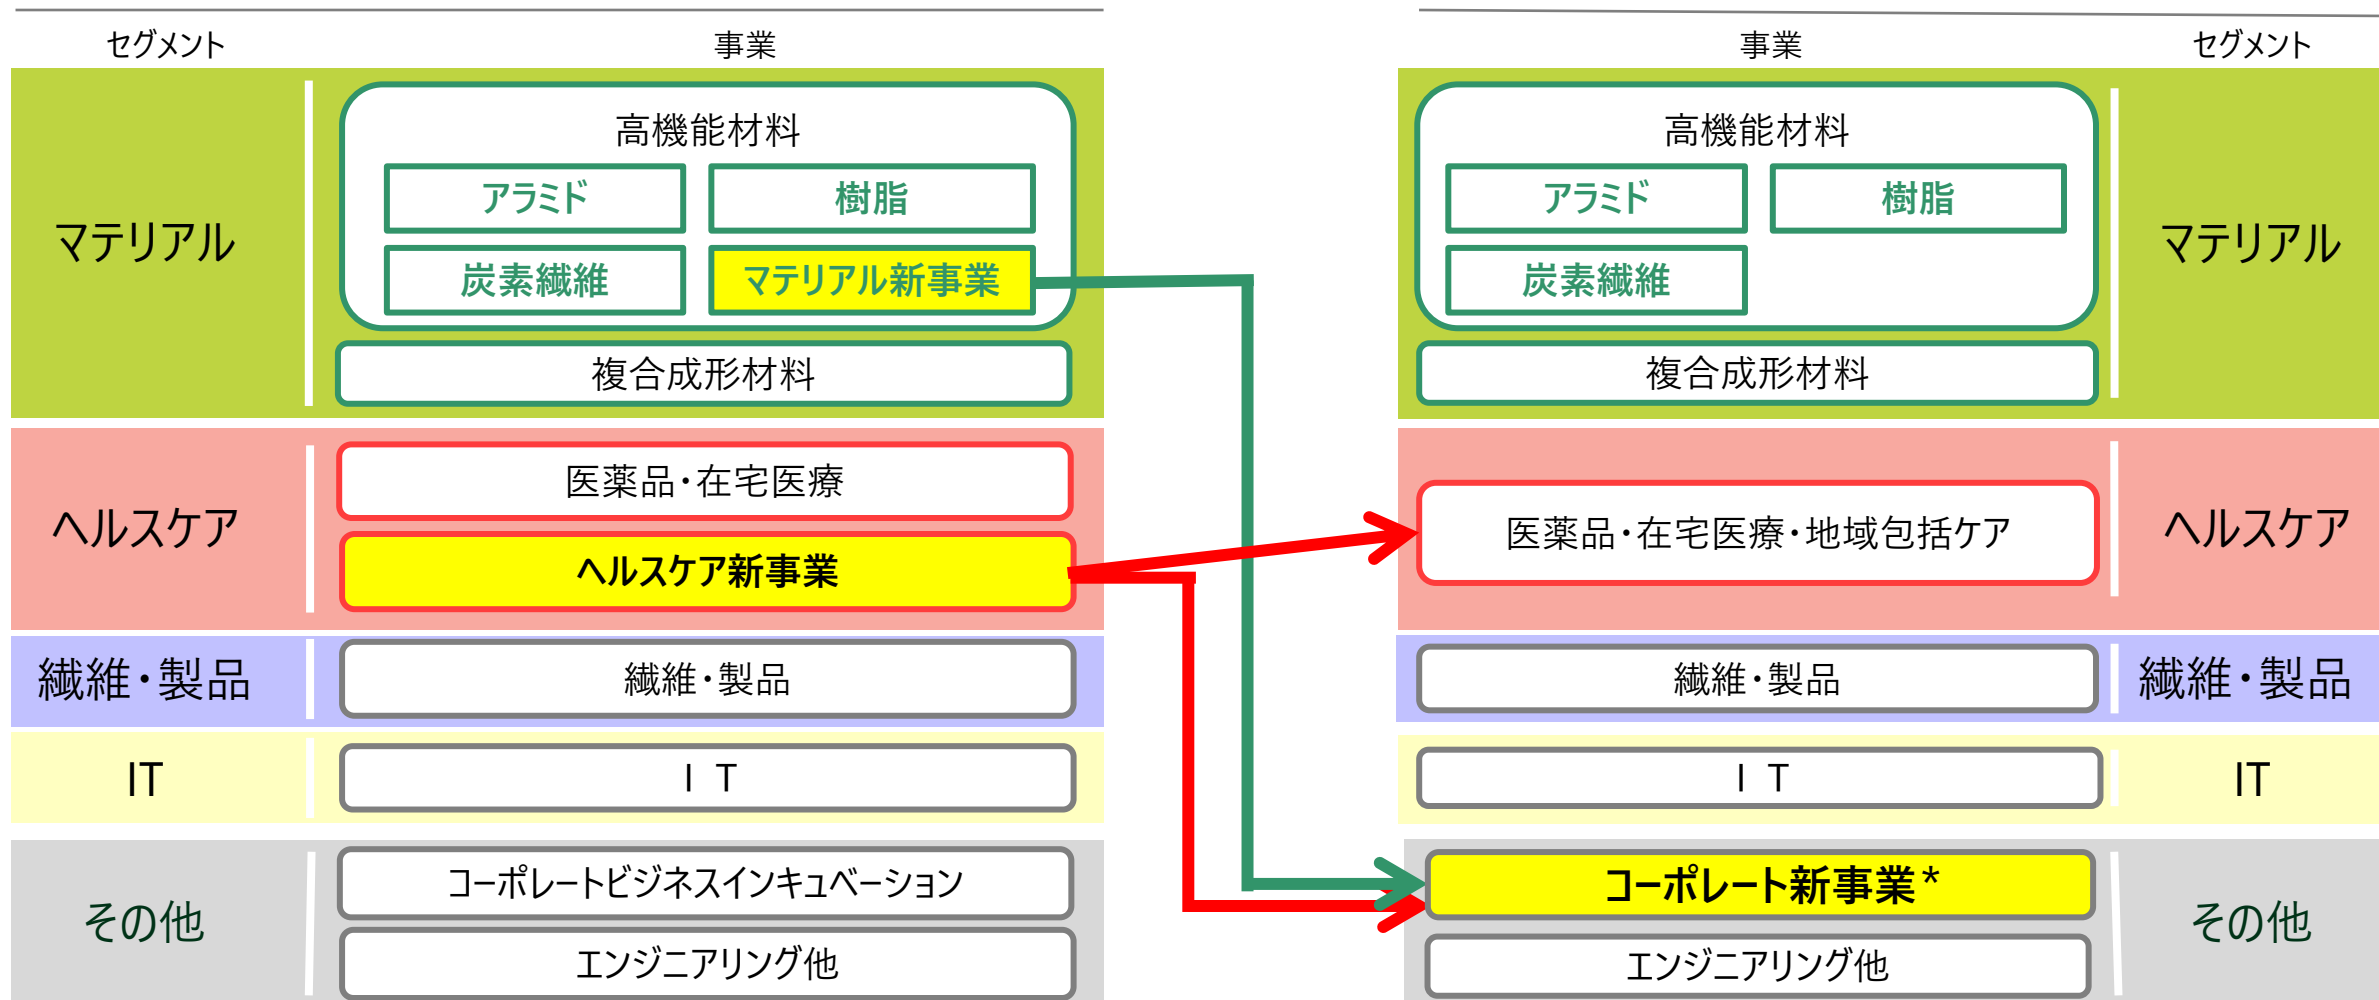 セグメント
事業
マテリアル
高機能材料
アラミド
樹脂
炭素繊維
マテリアル新事業
複合成形材料
ヘルスケア
医薬品・在宅医療
ヘルスケア新事業
繊維・製品
繊維・製品
IT
I T
その他
コーポレートビジネスインキュベーション
エンジニアリング他
事業
セグメント
高機能材料
アラミド
樹脂
炭素繊維
複合成形材料
マテリアル
医薬品・在宅医療・地域包括ケア
ヘルスケア
繊維・製品
繊維・製品
I T
IT
コーポレート新事業*
エンジニアリング他
その他